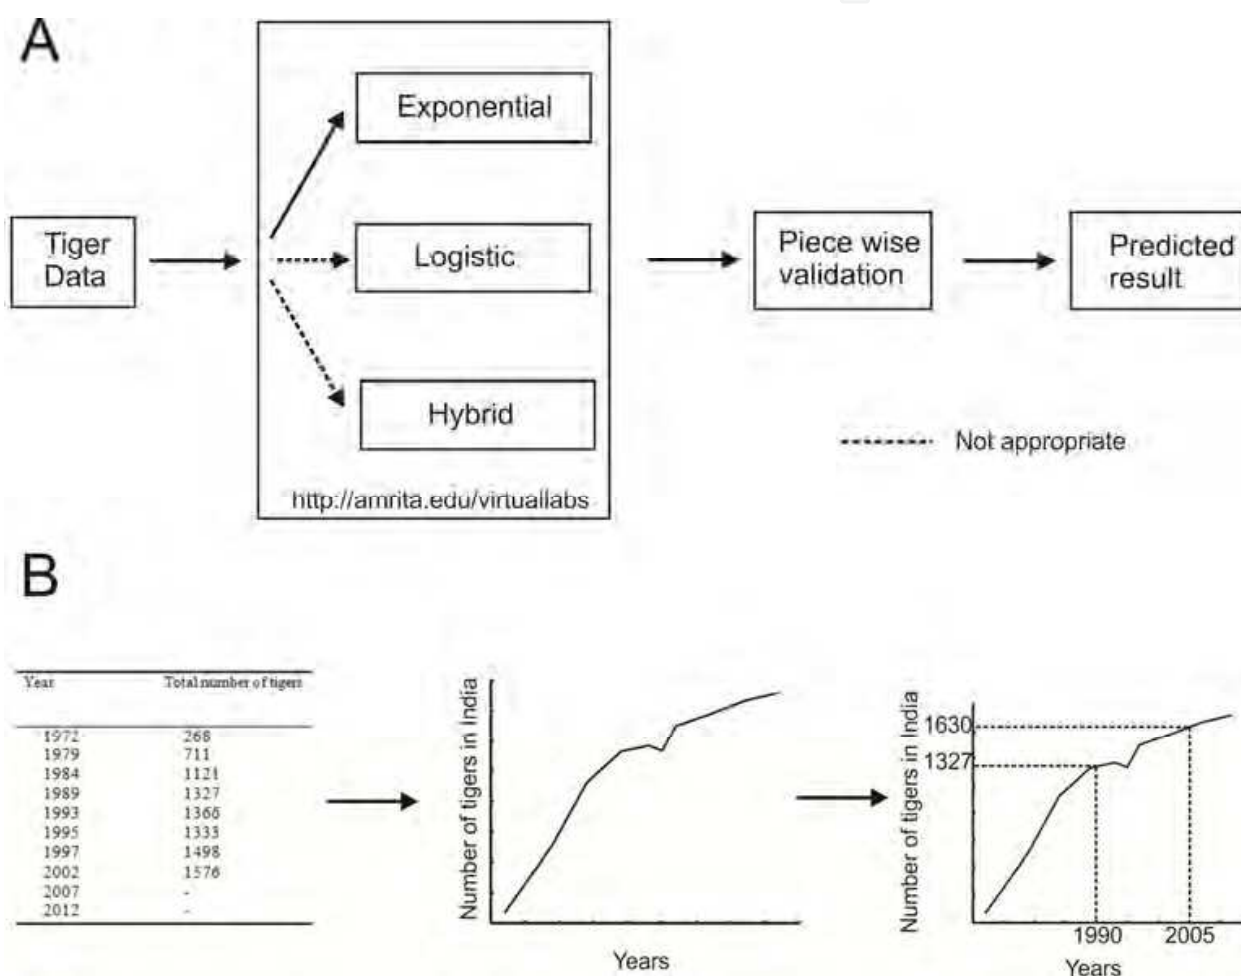 A
Exponential
Tiger
Data
Logistic
Piece wise
validation
Predicted
result
Hybrid
Not appropriate
http://amrita.edu/virtuallabs
B
Year Total number of tigers
1972 268
1979 711
1984 1121
1989 1327
1993 1366
1995 1333
1997 1498
2002 1576
2007 -
2012 -
Number of tigers in India
Years
Number of tigers in India
1630
1327
1990 2005
Years